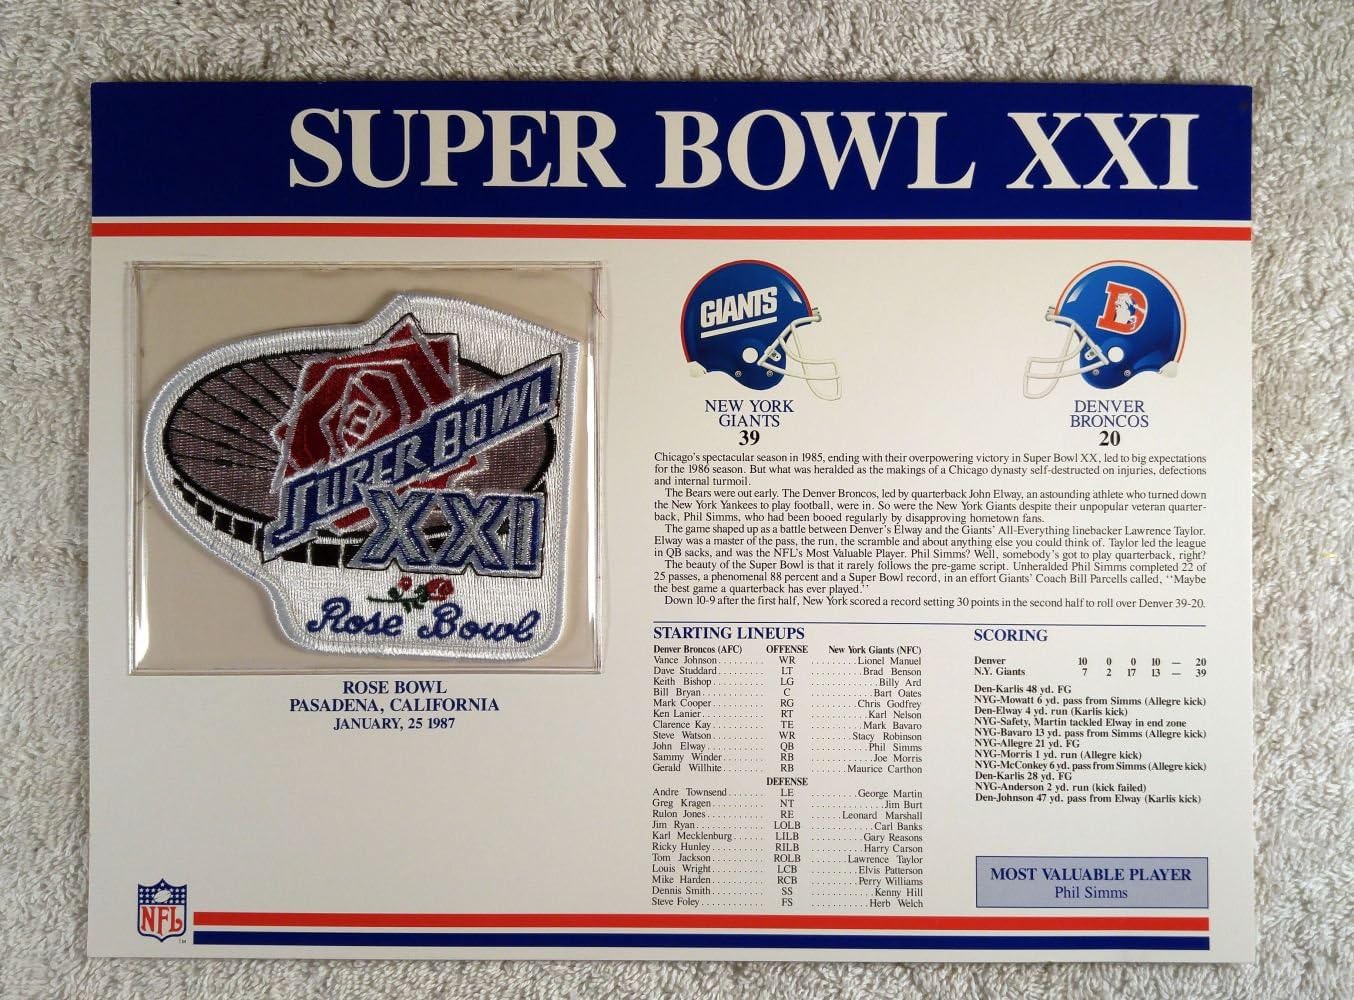 SUPER BOWL XXI
SUPER BOWL
XXI
Rose Bowl
ROSE BOWL
PASADENA, CALIFORNIA
JANUARY, 25 1987
GIANTS
NEW YORK
GIANTS
39
D
DENVER
BRONCOS
20
Chicago's spectacular season in 1985, ending with their overpowering victory in Super Bowl XX, led to big expectations
for the 1986 season. But what was heralded as the makings of a Chicago dynasty self-destructed on injuries, defections
and internal turmoil.
The Bears were out early. The Denver Broncos, led by quarterback John Elway, an astounding athlete who turned down
the New York Yankees to play football, were in. So were the New York Giants despite their unpopular veteran quarter-
back, Phil Simms, who had been booed regularly by disapproving hometown fans.
The game shaped up as a battle between Denver's Elway and the Giants' All-Everything linebacker Lawrence Taylor.
Elway was a master of the pass, the run, the scramble and about anything else you could think of. Taylor led the league
in QB sacks, and was the NFL's Most Valuable Player. Phil Simms? Well, somebody's got to play quarterback, right?
The beauty of the Super Bowl is that it rarely follows the pre-game script. Unheralded Phil Simms completed 22 of
25 passes, a phenomenal 88 percent and a Super Bowl record, in an effort Giants' Coach Bill Parcells called, "Maybe
the best game a quarterback has ever played."
Down 10-9 after the first half, New York scored a record setting 30 points in the second half to roll over Denver 39-20.
STARTING LINEUPS
Denver Broncos (AFC) OFFENSE New York Giants (NFC)
Vance Johnson......... WR .........Lionel Manuel
Dave Studdard......... LT .........Brad Benson
Keith Bishop......... LG .........Billy Ard
Bill Bryan......... C .........Bart Oates
Mark Cooper......... RG .........Chris Godfrey
Ken Lanier......... RT .........Karl Nelson
Clarence Kay......... TE .........Mark Bavaro
Steve Watson......... WR .........Stacy Robinson
John Elway......... QB .........Phil Simms
Sammy Winder......... RB .........Joe Morris
Gerald Willhite......... RB .........Maurice Carthon
DEFENSE
Andre Townsend......... LE .........George Martin
Greg Kragen......... NT .........Jim Burt
Rulon Jones......... RE .........Leonard Marshall
Jim Ryan......... LOLB .........Carl Banks
Karl Mecklenburg......... LILB .........Gary Reasons
Ricky Hunley......... RILB .........Harry Carson
Tom Jackson......... ROLB .........Lawrence Taylor
Louis Wright......... LCB .........Elvis Patterson
Mike Harden......... RCB .........Perry Williams
Dennis Smith......... SS .........Kenny Hill
Steve Foley......... FS .........Herb Welch
SCORING
Denver 10 0 0 10 — 20
N.Y. Giants 7 2 17 13 — 39
Den-Karlis 48 yd. FG
NYG-Mowatt 6 yd. pass from Simms (Allegre kick)
Den-Elway 4 yd. run (Karlis kick)
NYG-Safety, Martin tackled Elway in end zone
NYG-Bavaro 13 yd. pass from Simms (Allegre kick)
NYG-Allegre 21 yd. FG
NYG-Morris 1 yd. run (Allegre kick)
NYG-McConkey 6 yd. pass from Simms (Allegre kick)
Den-Karlis 28 yd. FG
NYG-Anderson 2 yd. run (kick failed)
Den-Johnson 47 yd. pass from Elway (Karlis kick)
MOST VALUABLE PLAYER
Phil Simms
NFL
TM